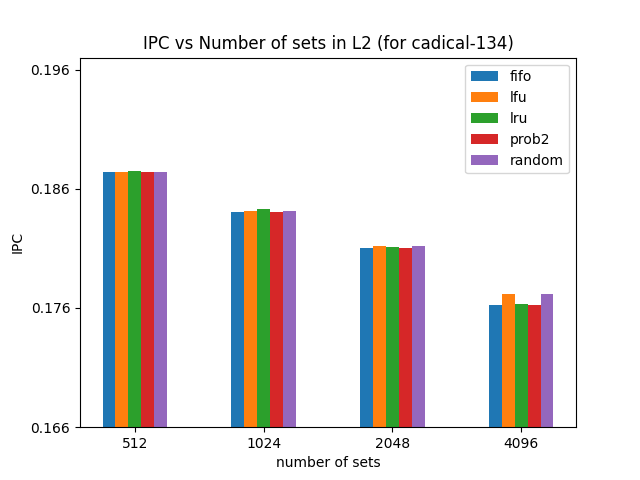 IPC vs Number of sets in L2 (for cadical-134)
0.196
0.186
0.176
0.166
IPC
fifo
lfu
lru
prob2
random
512
1024
2048
4096
number of sets